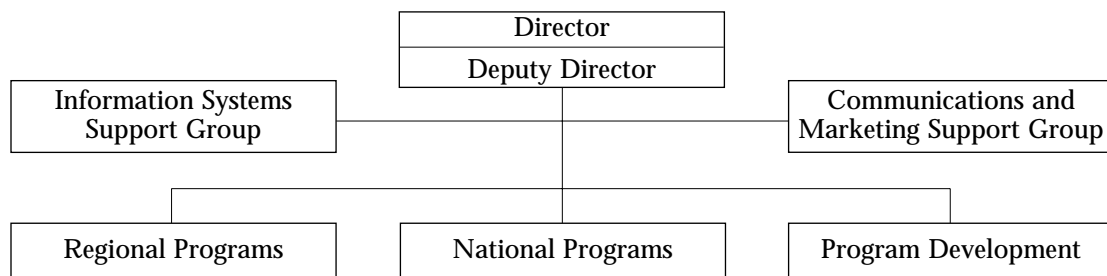 Director
Deputy Director
Information Systems
Support Group
Communications and
Marketing Support Group
Regional Programs
National Programs
Program Development